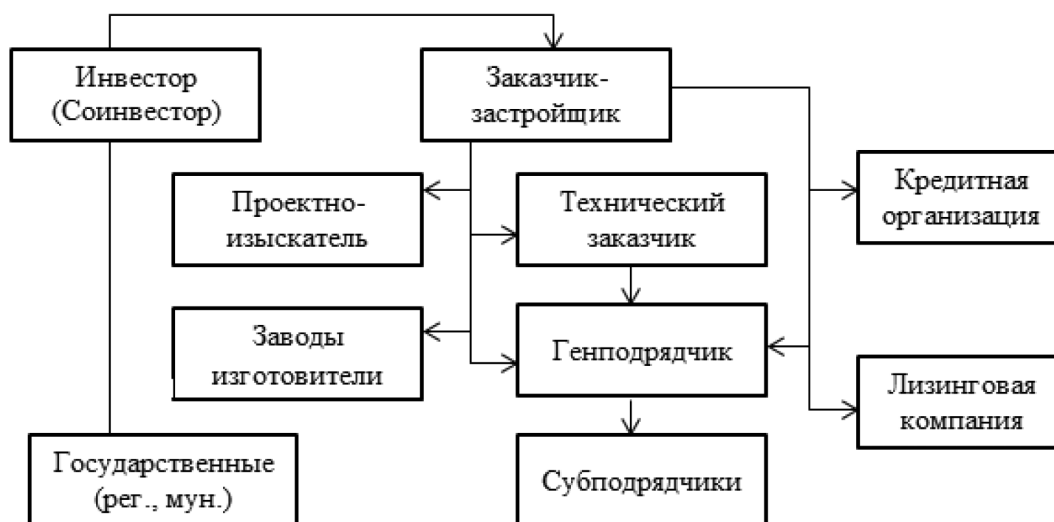 Инвестор
(Соинвестор)
Заказчик-
застройщик
Проектно-
изыскатель
Технический
заказчик
Кредитная
организация
Заводы
изготовители
Генподрядчик
Лизинговая
компания
Государственные
(рег., мун.)
Субподрядчики